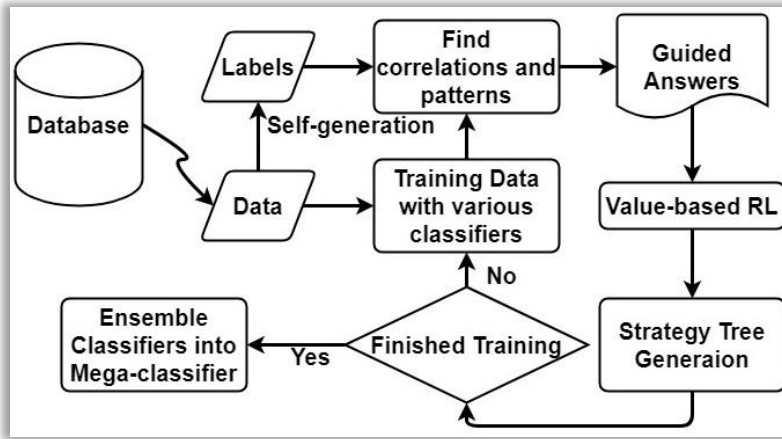 Database
Labels
Self-generation
Data
Find
correlations and
patterns
Training Data
with various
classifiers
Guided
Answers
Value-based RL
Strategy Tree
Generaion
Finished Training
No
Yes
Ensemble
Classifiers into
Mega-classifier